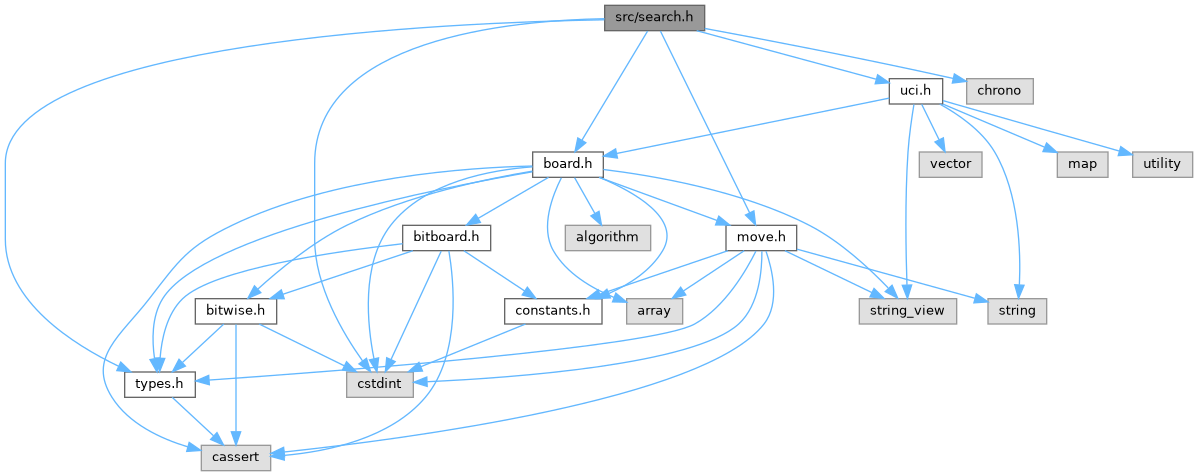 src/search.h
uci.h
chrono
board.h
vector
map
utility
bitboard.h
algorithm
move.h
bitwise.h
constants.h
array
string_view
string
types.h
cstdint
cassert